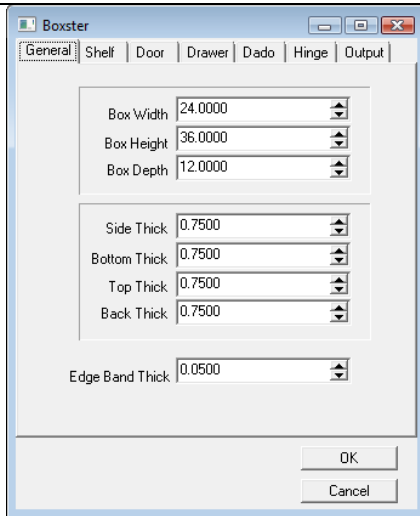 Boxster
General Shelf Door Drawer Dado Hinge Output
Box Width 24.0000
Box Height 36.0000
Box Depth 12.0000
Side Thick 0.7500
Bottom Thick 0.7500
Top Thick 0.7500
Back Thick 0.7500
Edge Band Thick 0.0500
OK
Cancel